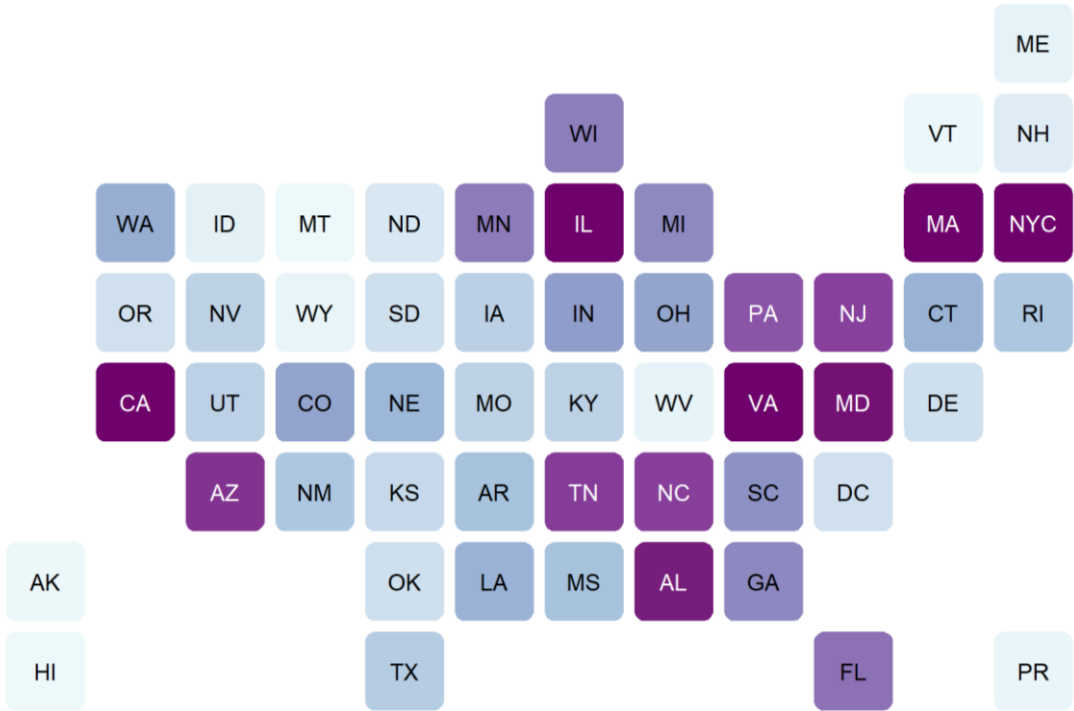 ME
WI VT NH
WA ID MT ND MN IL MI MA NYC
OR NV WY SD IA IN OH PA NJ CT RI
CA UT CO NE MO KY WV VA MD DE
AZ NM KS AR TN NC SC DC
AK OK LA MS AL GA
HI TX FL PR